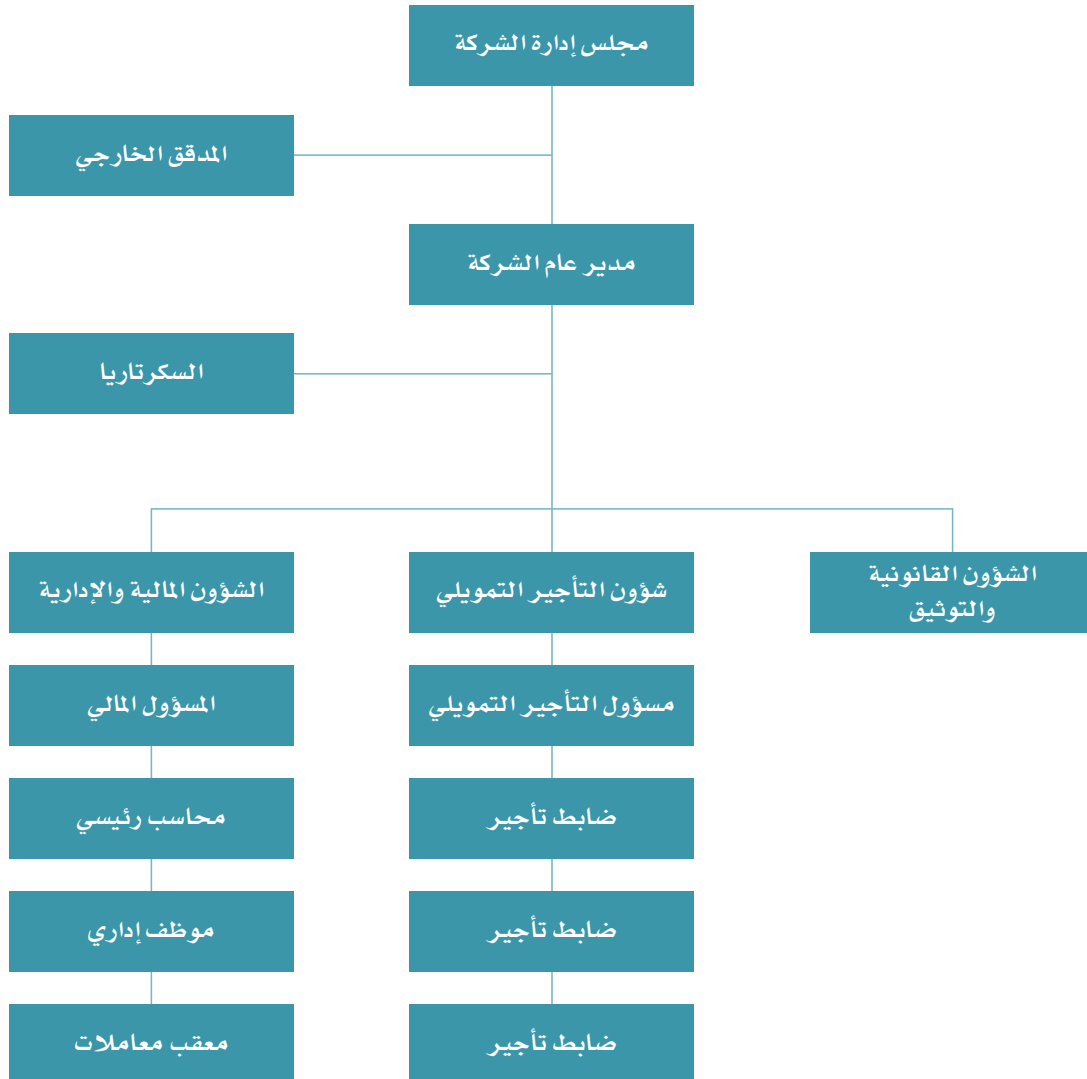 مجلس إدارة الشركة
المدقق الخارجي
مدير عام الشركة
السكرتاريا
الشؤون القانونية
والتوثيق
شؤون التأجير التمويلي
الشؤون المالية والإدارية
مسؤول التأجير التمويلي
المسؤول المالي
ضابط تأجير
محاسب رئيسي
ضابط تأجير
موظف إداري
ضابط تأجير
معقب معاملات